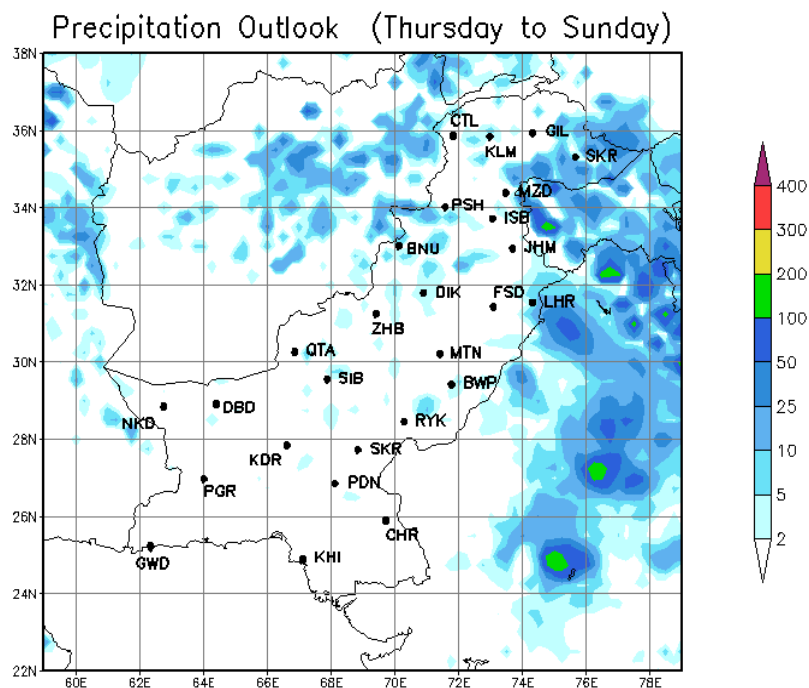 Precipitation Outlook (Thursday to Sunday)
38N
36N
34N
32N
30N
28N
26N
24N
22N
60E 62E 64E 66E 68E 70E 72E 74E 76E 78E
CTL
KLM
GIL
SKR
MZD
PSH
ISB
BNU
JHM
DIK
FSD
LHR
ZHB
QTA
MTN
SIB
BWP
NKD
DBD
RYK
KDR
SKR
PGR
PDN
CHR
GWD
KHI
400
300
200
100
50
25
10
5
2